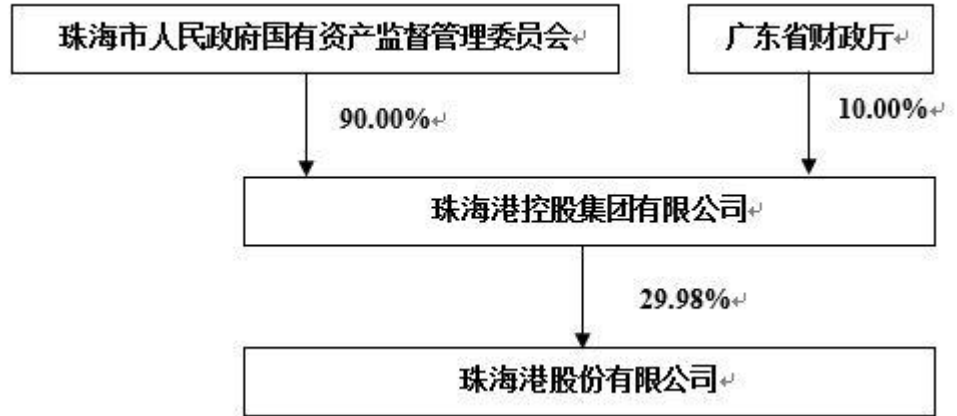 珠海市人民政府国有资产监督管理委员会↵
广东省财政厅↵
90.00%↵
10.00%↵
珠海港控股集团有限公司↵
29.98%↵
珠海港股份有限公司↵